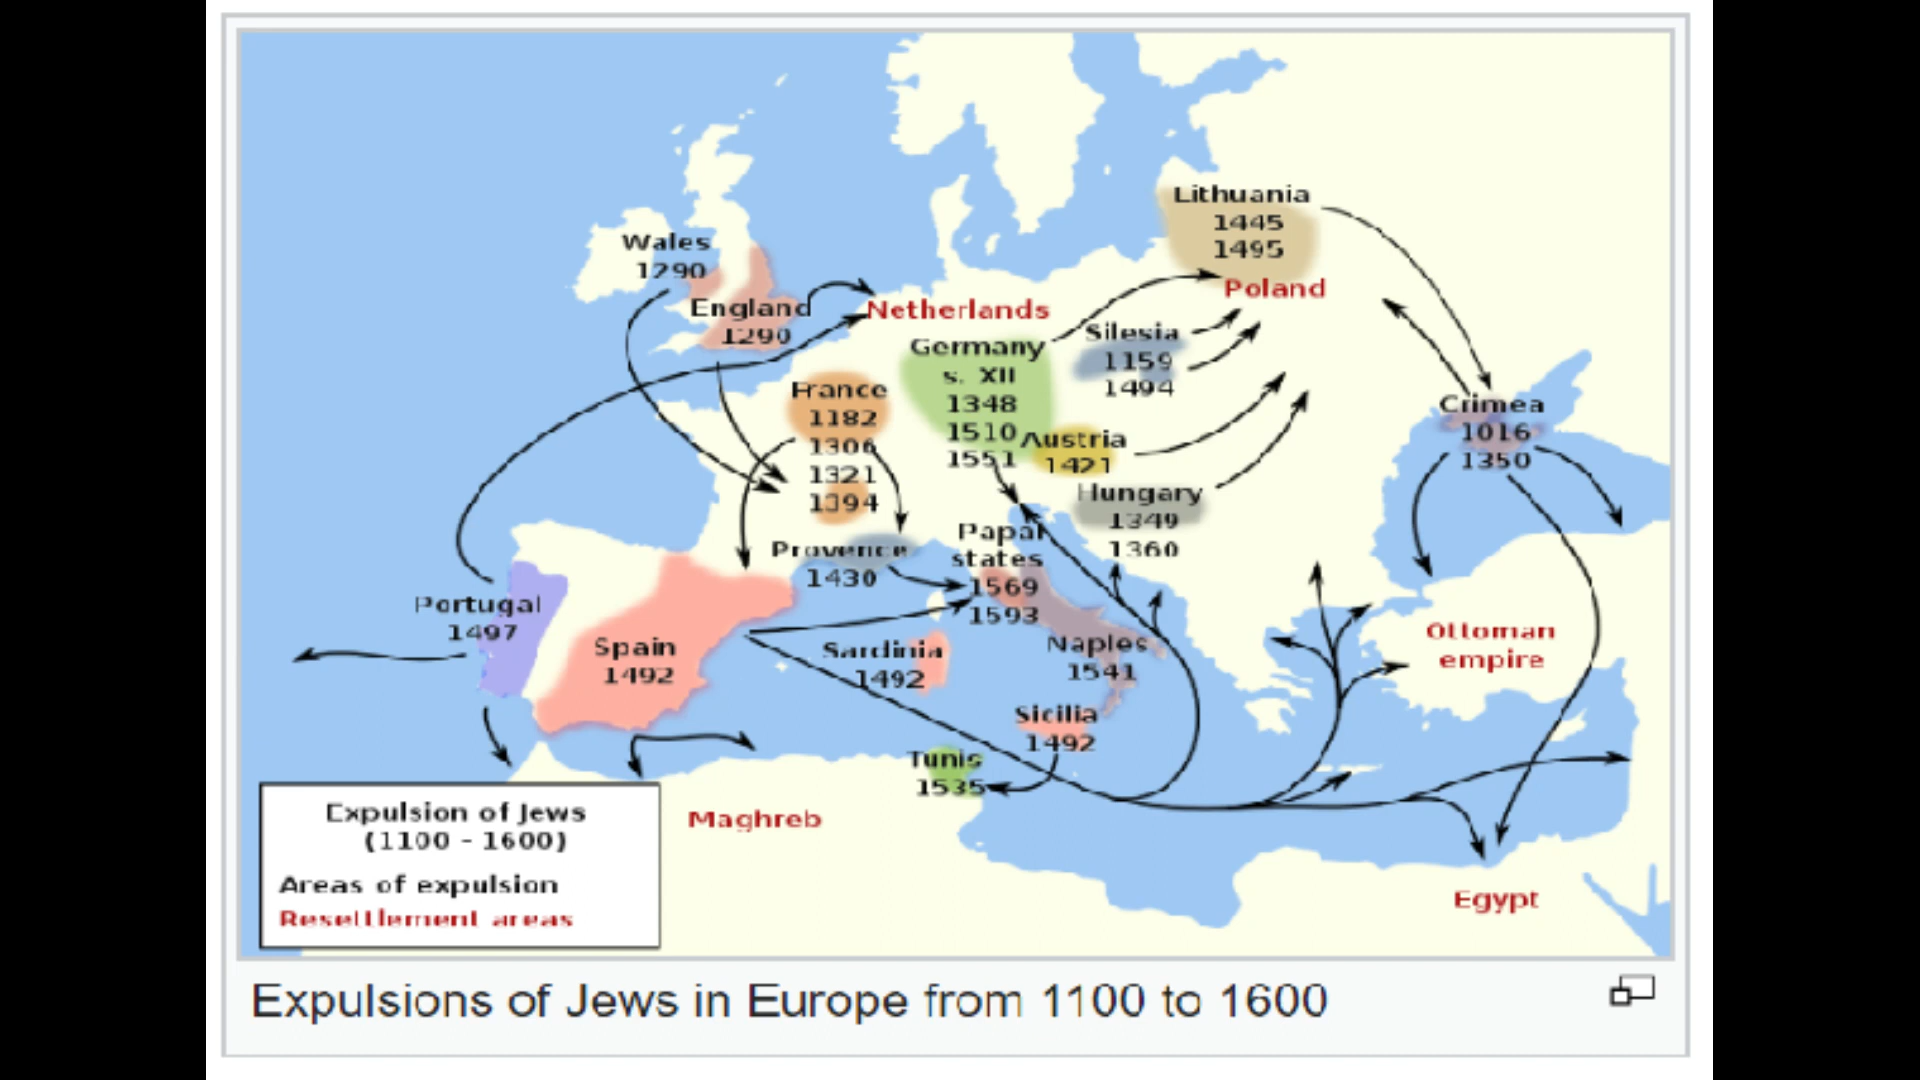 Lithuania
1445
1495
Wales
1290
England
1290
Netherlands
Poland
Germany
s. XII
1348
1510
1551
Silesia
1159
1494
France
1182
1306
1321
1394
Austria
1421
Crimea
1016
1350
Hungary
1349
1360
Provence
1430
Papal
states
1569
1593
Portugal
1497
Spain
1492
Sardinia
1492
Naples
1541
Ottoman
empire
Sicilia
1492
Tunis
1535
Maghreb
Egypt
Expulsion of Jews
(1100 - 1600)
Areas of expulsion
Resettlement areas
Expulsions of Jews in Europe from 1100 to 1600